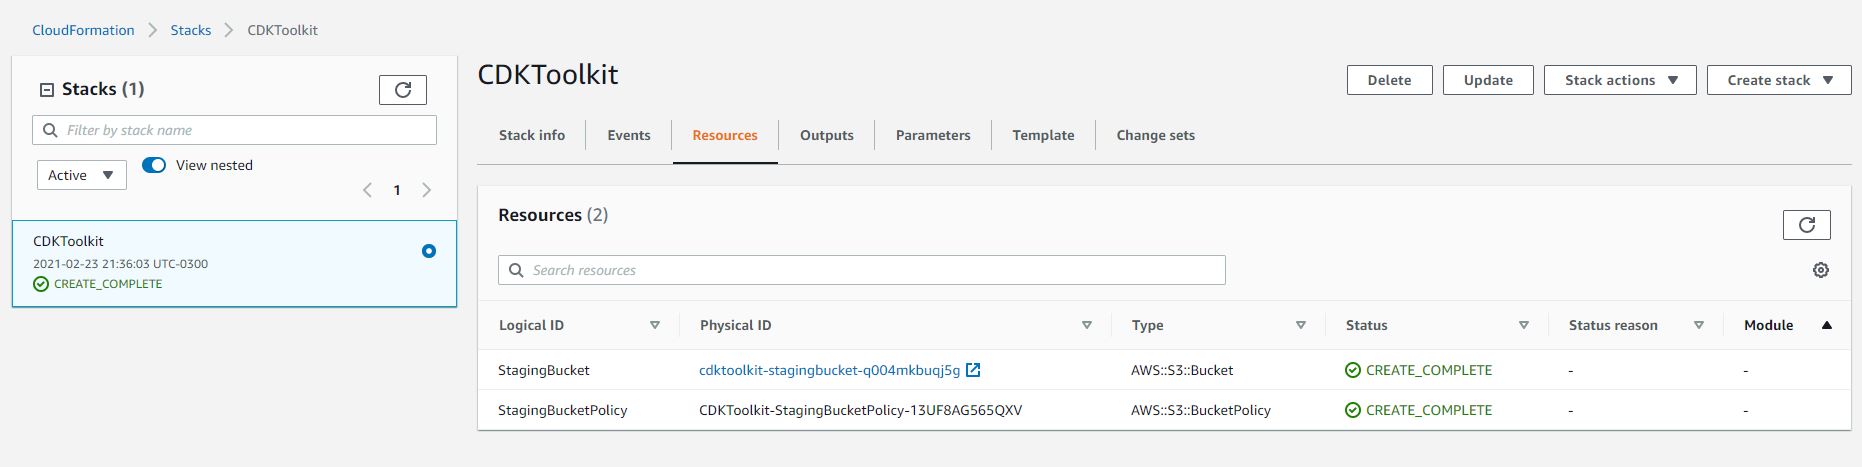 CloudFormation > Stacks > CDKToolkit
Stacks (1)
Filter by stack name
Active
View nested
1
CDKToolkit
2021-02-23 21:36:03 UTC-0300
CREATE_COMPLETE
CDKToolkit
Delete Update Stack actions Create stack
Stack info Events Resources Outputs Parameters Template Change sets
Resources (2)
Search resources
Logical ID Physical ID Type Status Status reason Module
StagingBucket cdktoolkit-stagingbucket-q004mkbuqj5g AWS::S3::Bucket CREATE_COMPLETE - -
StagingBucketPolicy CDKToolkit-StagingBucketPolicy-13UF8AG565QXV AWS::S3::BucketPolicy CREATE_COMPLETE - -